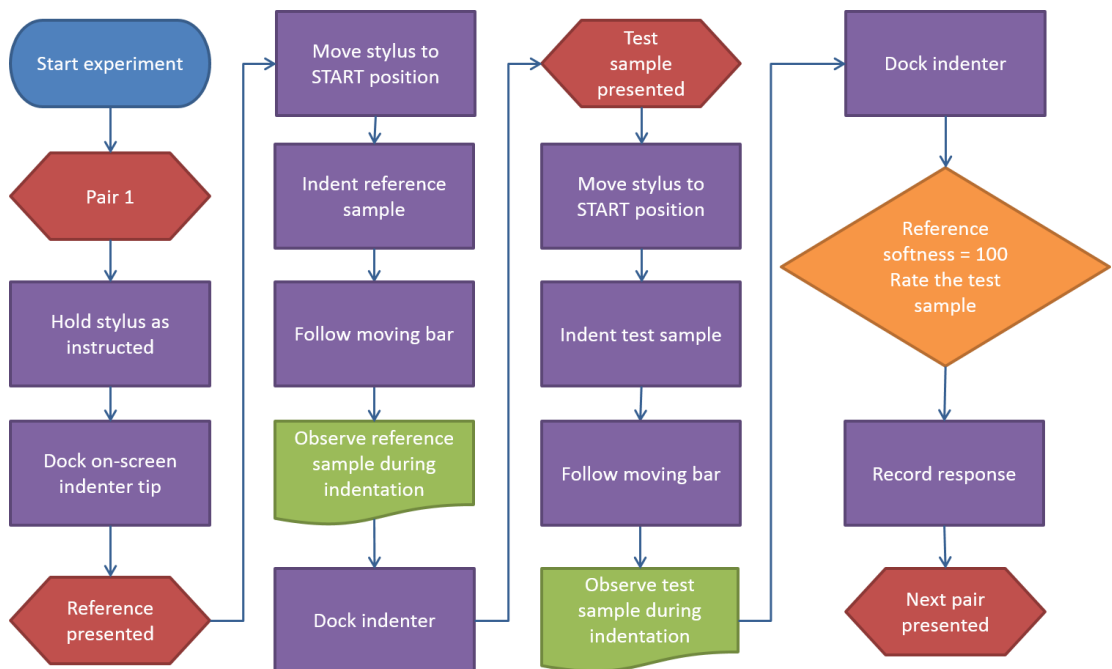 Start experiment
Pair 1
Hold stylus as
instructed
Dock on-screen
indenter tip
Reference
presented
Move stylus to
START position
Indent reference
sample
Follow moving bar
Observe reference
sample during
indentation
Dock indenter
Test
sample
presented
Move stylus to
START position
Indent test sample
Follow moving bar
Observe test
sample during
indentation
Dock indenter
Reference
softness = 100
Rate the test
sample
Record response
Next pair
presented